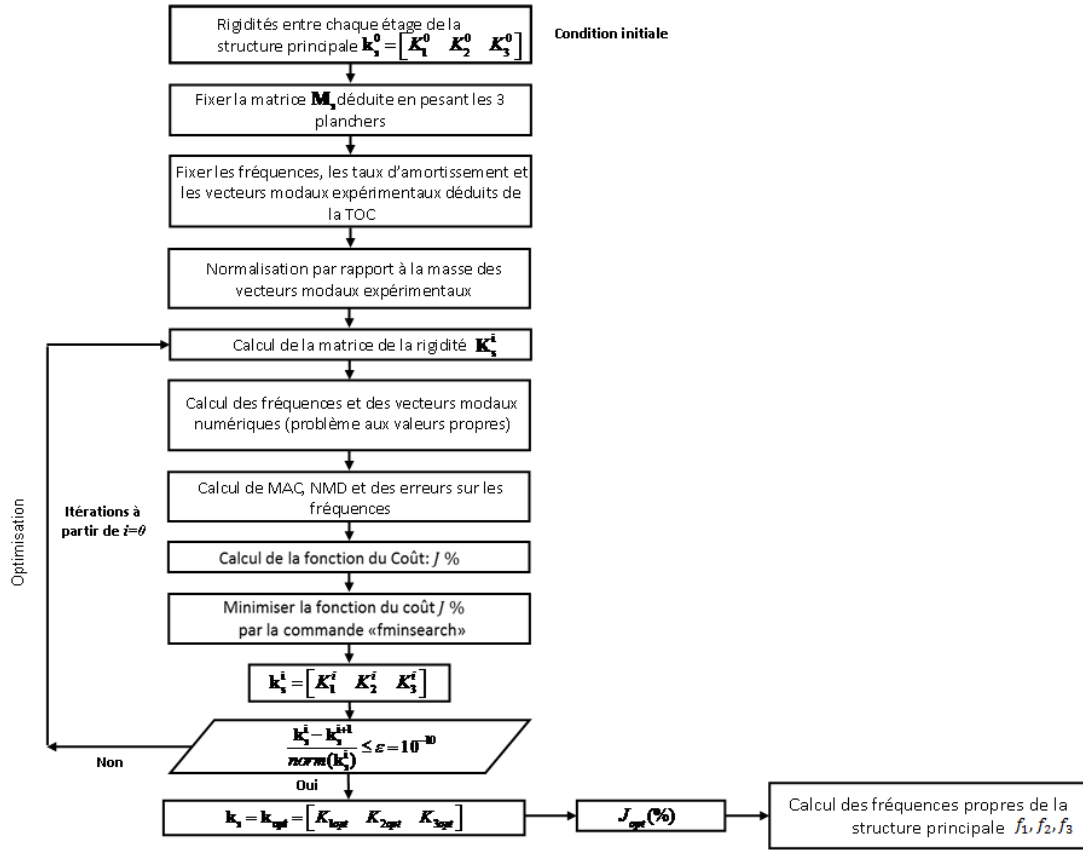 Rigidités entre chaque étage de la
structure principale k_s^0 = [K_1^0 K_2^0 K_3^0]
Condition initiale
Fixer la matrice M_s déduite en pesant les 3
planchers
Fixer les fréquences, les taux d'amortissement et
les vecteurs modaux expérimentaux déduits de
la TOC
Normalisation par rapport à la masse des
vecteurs modaux expérimentaux
Calcul de la matrice de la rigidité K_s^i
Calcul des fréquences et des vecteurs modaux
numériques (problème aux valeurs propres)
Calcul de MAC, NMD et des erreurs sur les
fréquences
Optimisation
Itérations à
partir de i=0
Calcul de la fonction du Coût: J %
Minimiser la fonction du coût J %
par la commande «fminsearch»
k_s^i = [K_1^i K_2^i K_3^i]
(k_s^i − k_s^{i+1}) / norm(k_s^i) ≤ ε = 10^{-10}
Non
Oui
k_s = k_opt = [K_1opt K_2opt K_3opt]
J_opt(%)
Calcul des fréquences propres de la
structure principale f_1, f_2, f_3